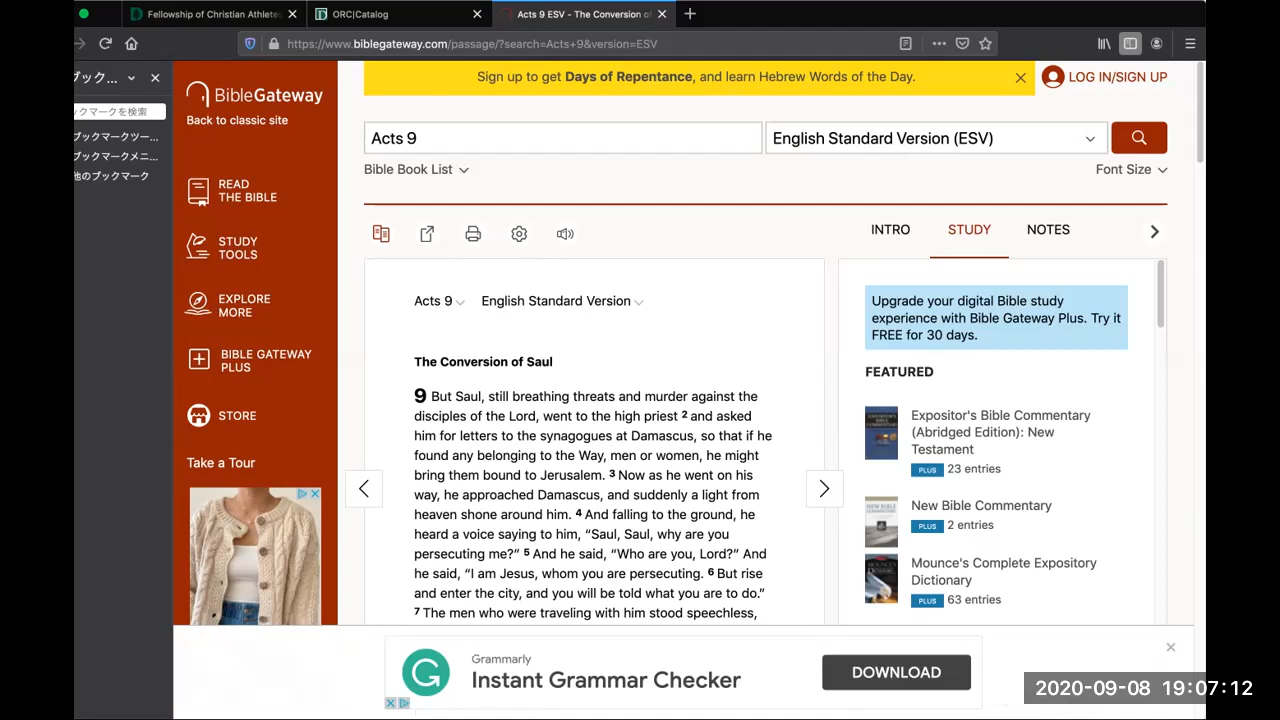 Fellowship of Christian Athletes
ORC|Catalog
Acts 9 ESV - The Conversion of
https://www.biblegateway.com/passage/?search=Acts+9&version=ESV
ブック...
クマークを検索
ブックマークツー...
ブックマークメニ...
他のブックマーク
BibleGateway
Back to classic site
READ
THE BIBLE
STUDY
TOOLS
EXPLORE
MORE
BIBLE GATEWAY
PLUS
STORE
Take a Tour
Sign up to get Days of Repentance, and learn Hebrew Words of the Day.
LOG IN/SIGN UP
Acts 9
English Standard Version (ESV)
Bible Book List
Font Size
INTRO
STUDY
NOTES
Acts 9
English Standard Version
The Conversion of Saul
9 But Saul, still breathing threats and murder against the
disciples of the Lord, went to the high priest 2 and asked
him for letters to the synagogues at Damascus, so that if he
found any belonging to the Way, men or women, he might
bring them bound to Jerusalem. 3 Now as he went on his
way, he approached Damascus, and suddenly a light from
heaven shone around him. 4 And falling to the ground, he
heard a voice saying to him, “Saul, Saul, why are you
persecuting me?” 5 And he said, “Who are you, Lord?” And
he said, “I am Jesus, whom you are persecuting. 6 But rise
and enter the city, and you will be told what you are to do.”
7 The men who were traveling with him stood speechless,
Upgrade your digital Bible study
experience with Bible Gateway Plus. Try it
FREE for 30 days.
FEATURED
Expositor's Bible Commentary
(Abridged Edition): New
Testament
PLUS 23 entries
NEW BIBLE
COMMENTARY
New Bible Commentary
PLUS 2 entries
Mounce's Complete Expository
Dictionary
PLUS 63 entries
Grammarly
Instant Grammar Checker
DOWNLOAD
2020-09-08 19:07:12